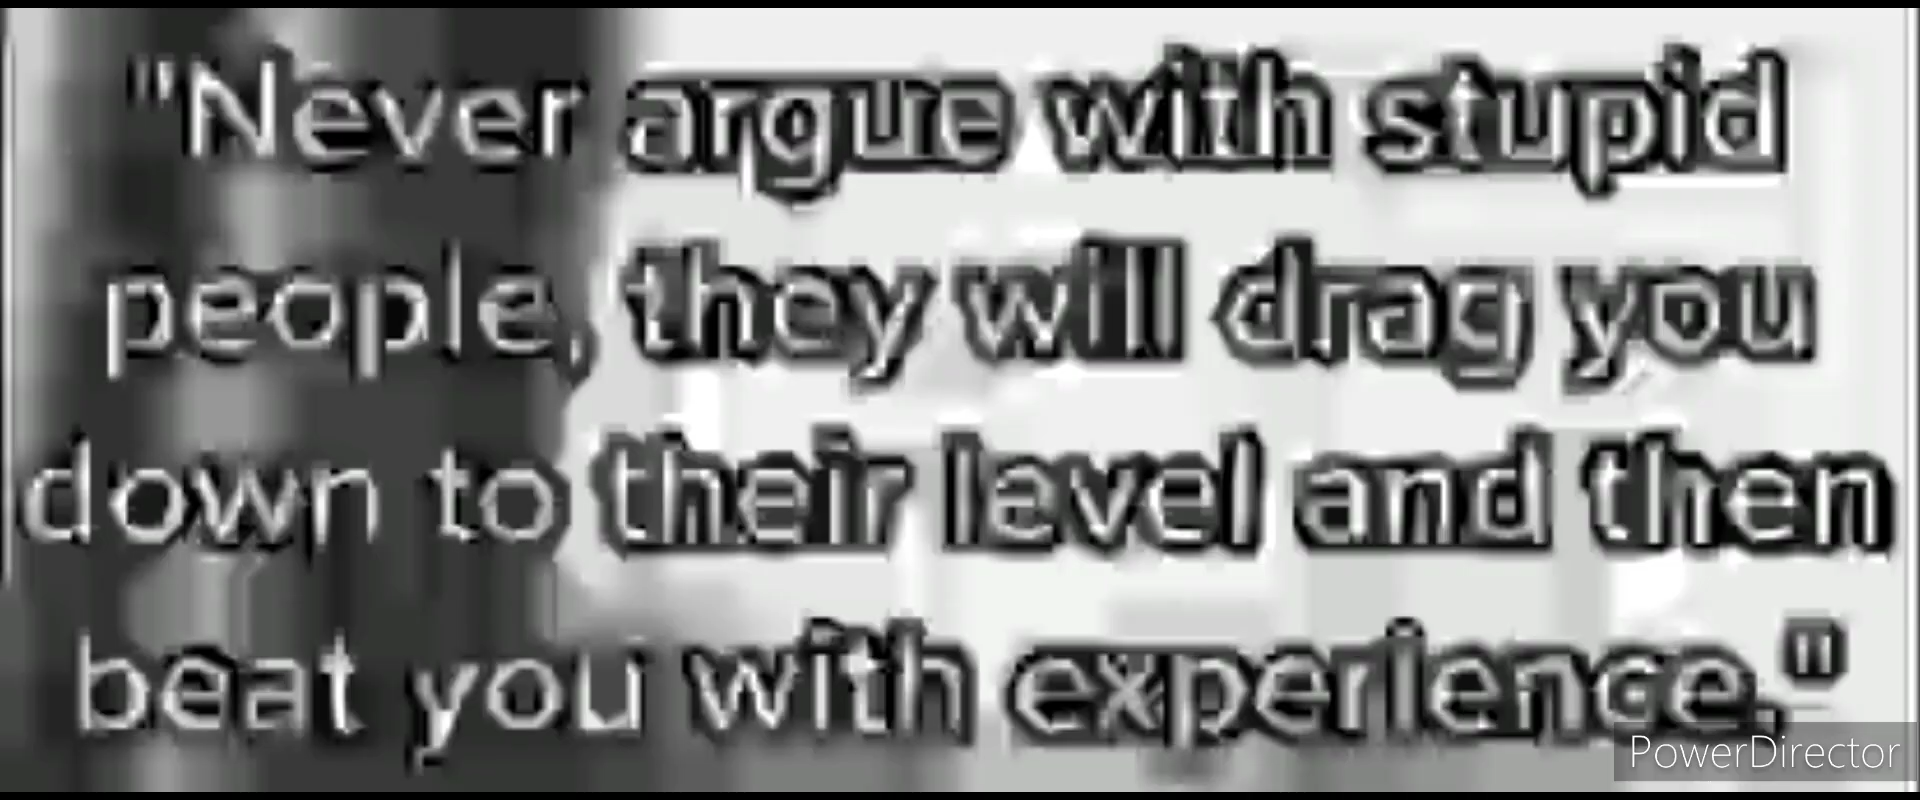 "Never argue with stupid
people, they will drag you
down to their level and then
beat you with experience."
PowerDirector